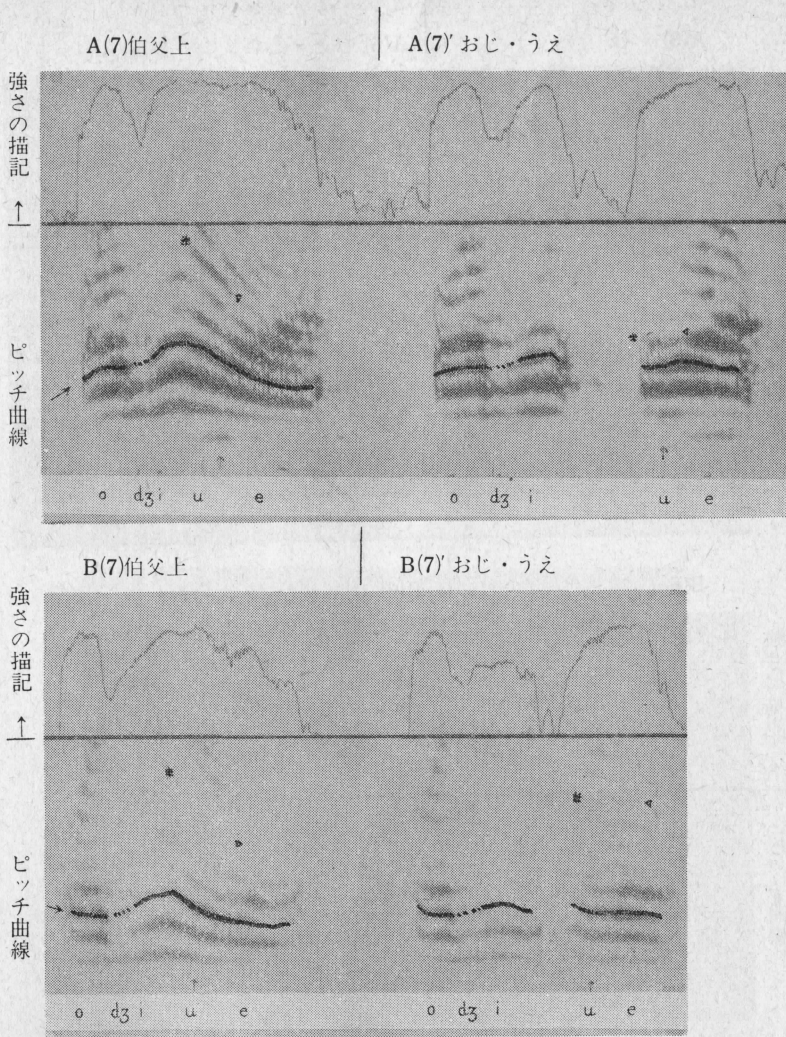 A(7)伯父上
A(7)′おじ・うえ
強さの描記
ピッチ曲線
o dʒ i u e
o dʒ i
u e
B(7)伯父上
B(7)′おじ・うえ
強さの描記
ピッチ曲線
o dʒ i u e
o dʒ i
u e